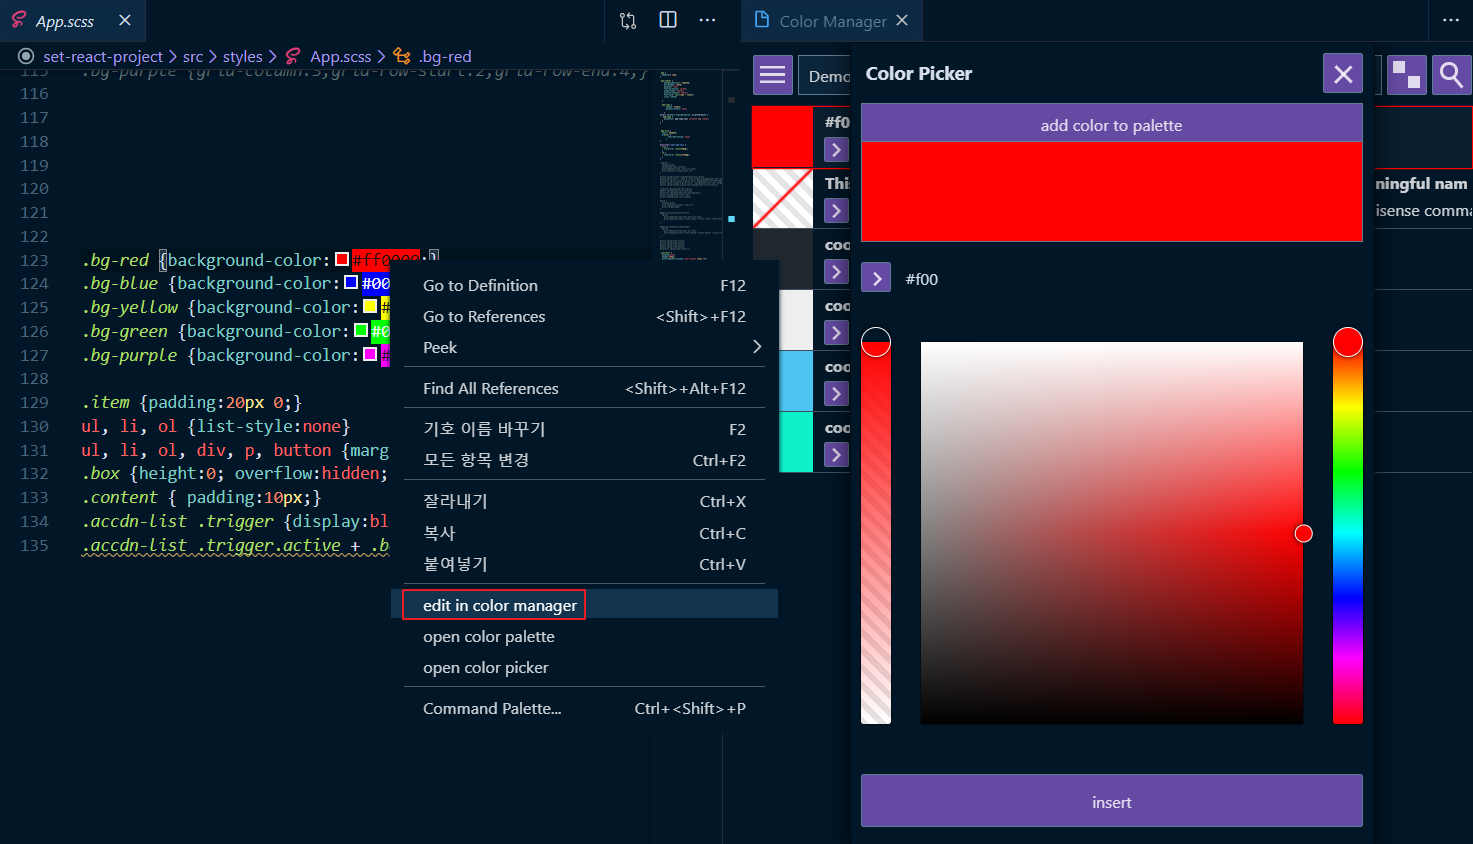 App.scss
Color Manager
set-react-project > src > styles > App.scss > .bg-red
115 .bg-purple {grid-column:3;grid-row-start:2;grid-row-end:4;}
116
117
118
119
120
121
122
123 .bg-red {background-color:#ff0000;}
124 .bg-blue {background-color:#00
125 .bg-yellow {background-color:#
126 .bg-green {background-color:#0
127 .bg-purple {background-color:#
128
129 .item {padding:20px 0;}
130 ul, li, ol {list-style:none}
131 ul, li, ol, div, p, button {marg
132 .box {height:0; overflow:hidden;
133 .content { padding:10px;}
134 .accdn-list .trigger {display:bl
135 .accdn-list .trigger.active + .b
Go to Definition F12
Go to References <Shift>+F12
Peek
Find All References <Shift>+Alt+F12
기호 이름 바꾸기 F2
모든 항목 변경 Ctrl+F2
잘라내기 Ctrl+X
복사 Ctrl+C
붙여넣기 Ctrl+V
edit in color manager
open color palette
open color picker
Command Palette... Ctrl+<Shift>+P
Demo
#f0
This
ningful nam
isense comma
coo
coo
coo
coo
Color Picker
add color to palette
#f00
insert